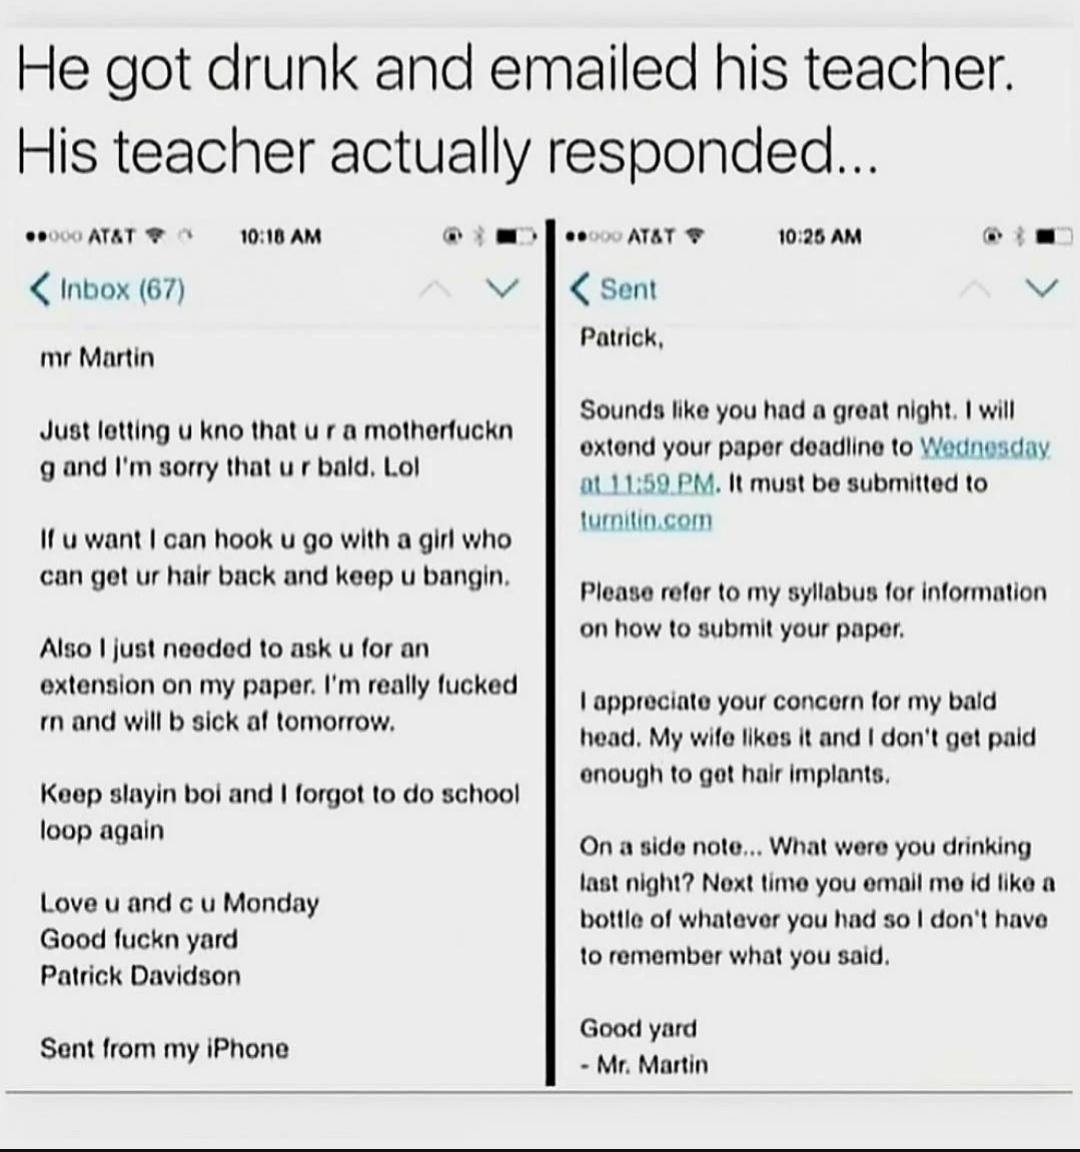 He got drunk and emailed his teacher.
His teacher actually responded...
AT&T 10:18 AM
Inbox (67)
mr Martin
Just letting u kno that u r a motherfuckn
g and I'm sorry that u r bald. Lol
If u want I can hook u go with a girl who
can get ur hair back and keep u bangin.
Also I just needed to ask u for an
extension on my paper. I'm really fucked
rn and will b sick af tomorrow.
Keep slayin boi and I forgot to do school
loop again
Love u and c u Monday
Good fuckn yard
Patrick Davidson
Sent from my iPhone
AT&T 10:25 AM
Sent
Patrick,
Sounds like you had a great night. I will
extend your paper deadline to Wednesday
at 11:59 PM. It must be submitted to
turnitin.com
Please refer to my syllabus for information
on how to submit your paper.
I appreciate your concern for my bald
head. My wife likes it and I don't get paid
enough to get hair implants.
On a side note... What were you drinking
last night? Next time you email me id like a
bottle of whatever you had so I don't have
to remember what you said.
Good yard
- Mr. Martin